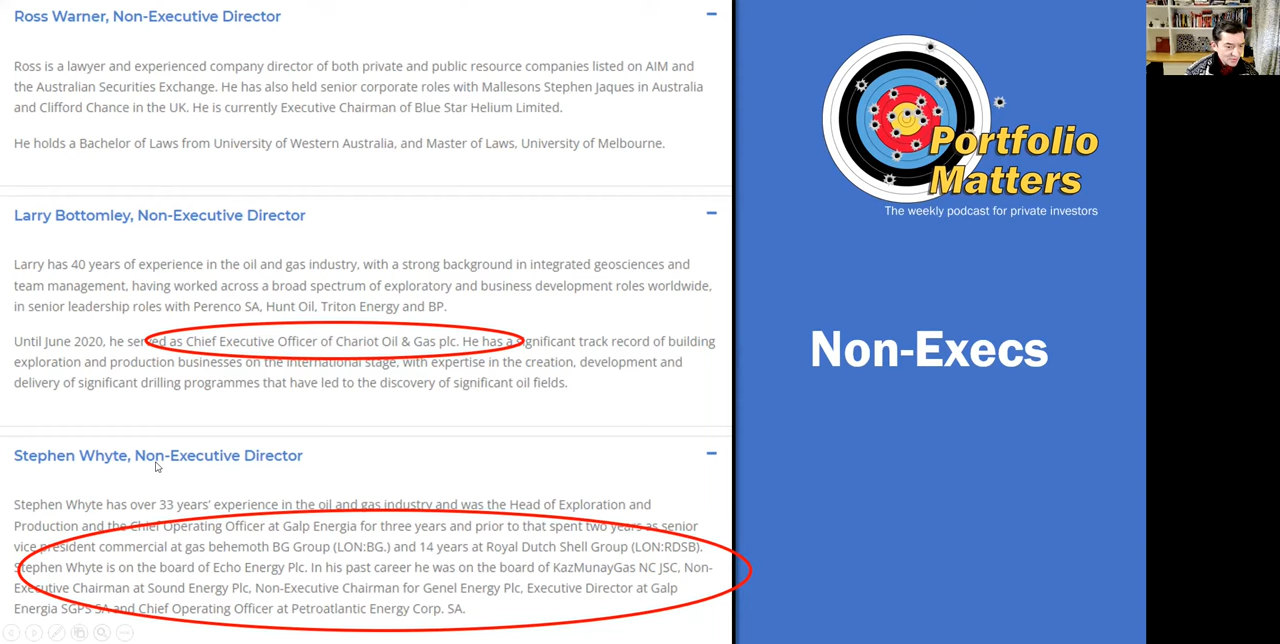 Ross Warner, Non-Executive Director
Ross is a lawyer and experienced company director of both private and public resource companies listed on AIM and
the Australian Securities Exchange. He has also held senior corporate roles with Mallesons Stephen Jaques in Australia
and Clifford Chance in the UK. He is currently Executive Chairman of Blue Star Helium Limited.
He holds a Bachelor of Laws from University of Western Australia, and Master of Laws, University of Melbourne.
Larry Bottomley, Non-Executive Director
Larry has 40 years of experience in the oil and gas industry, with a strong background in integrated geosciences and
team management, having worked across a broad spectrum of exploratory and business development roles worldwide,
in senior leadership roles with Perenco SA, Hunt Oil, Triton Energy and BP.
Until June 2020, he served as Chief Executive Officer of Chariot Oil & Gas plc. He has a significant track record of building
exploration and production businesses on the international stage, with expertise in the creation, development and
delivery of significant drilling programmes that have led to the discovery of significant oil fields.
Stephen Whyte, Non-Executive Director
Stephen Whyte has over 33 years' experience in the oil and gas industry and was the Head of Exploration and
Production and the Chief Operating Officer at Galp Energia for three years and prior to that spent two years as senior
vice president commercial at gas behemoth BG Group (LON:BG.) and 14 years at Royal Dutch Shell Group (LON:RDSB).
Stephen Whyte is on the board of Echo Energy Plc. In his past career he was on the board of KazMunayGas NC JSC, Non-
Executive Chairman at Sound Energy Plc, Non-Executive Chairman for Genel Energy Plc, Executive Director at Galp
Energia SGPS SA and Chief Operating Officer at Petroatlantic Energy Corp. SA.
Portfolio
Matters
The weekly podcast for private investors
Non-Execs